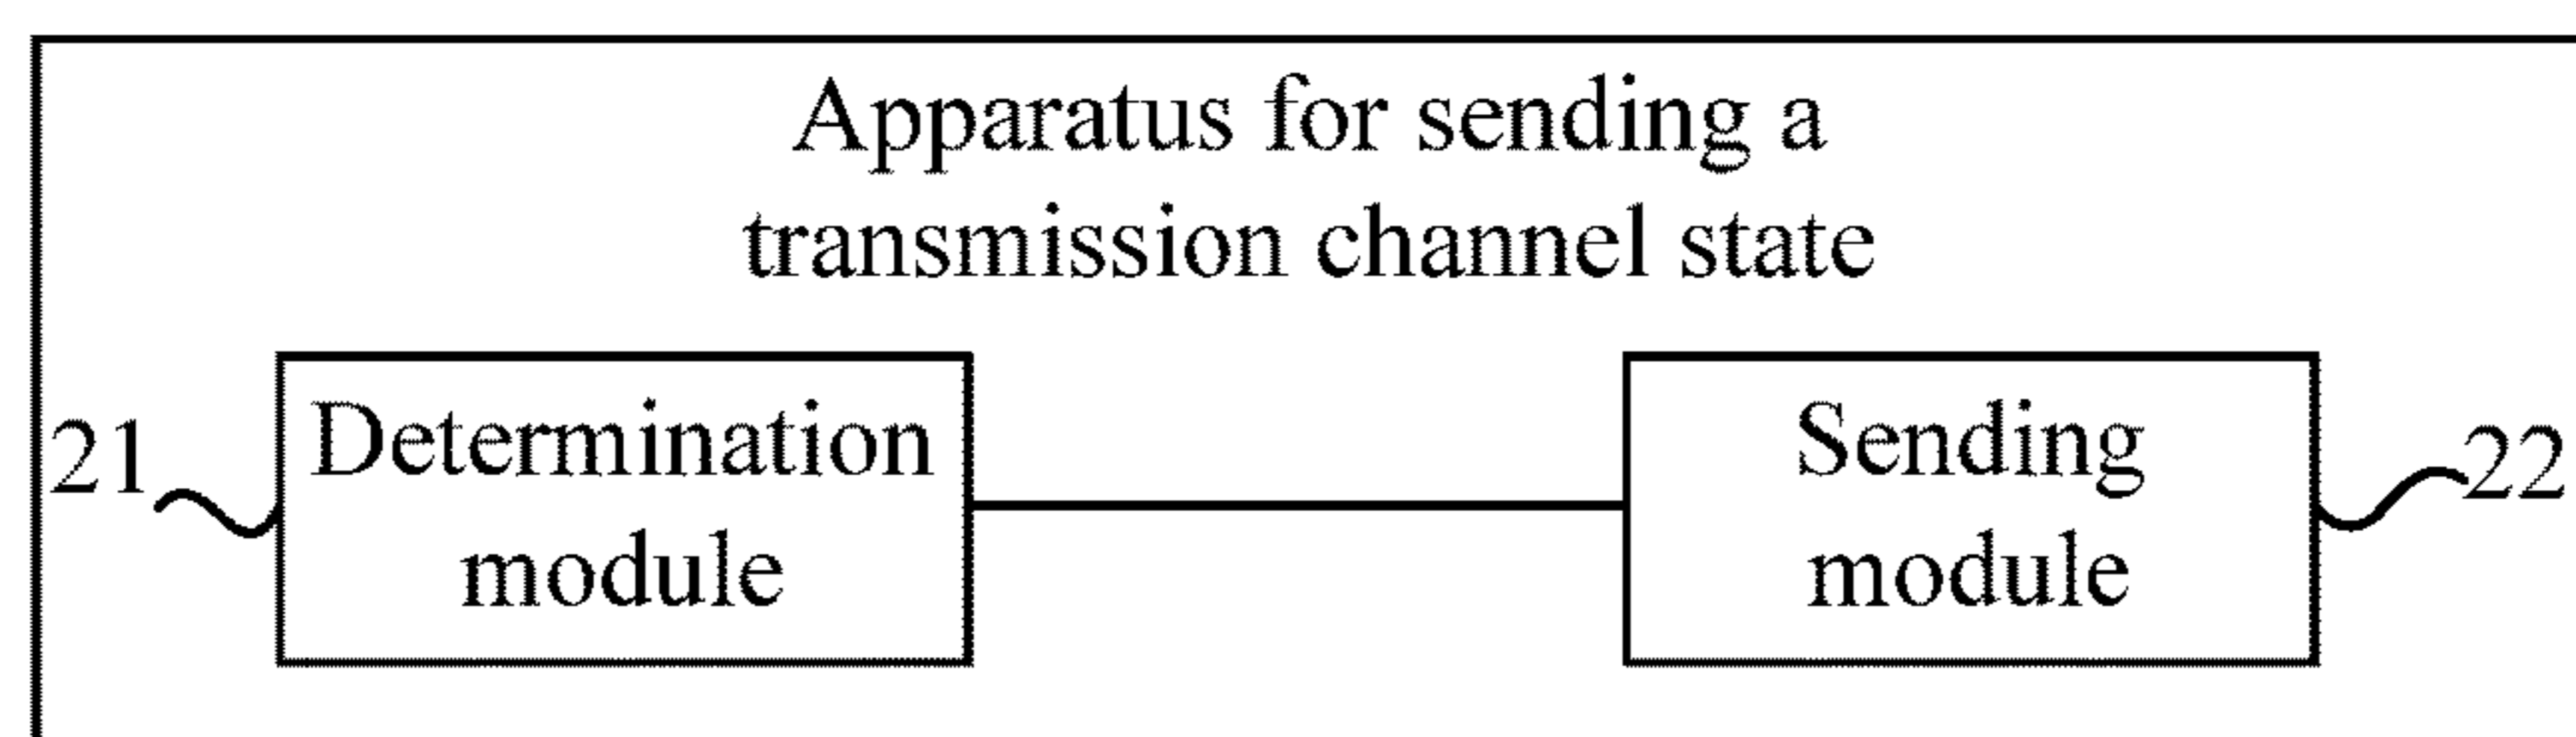 Apparatus for sending a
transmission channel state
21
Determination
module
Sending
module
22